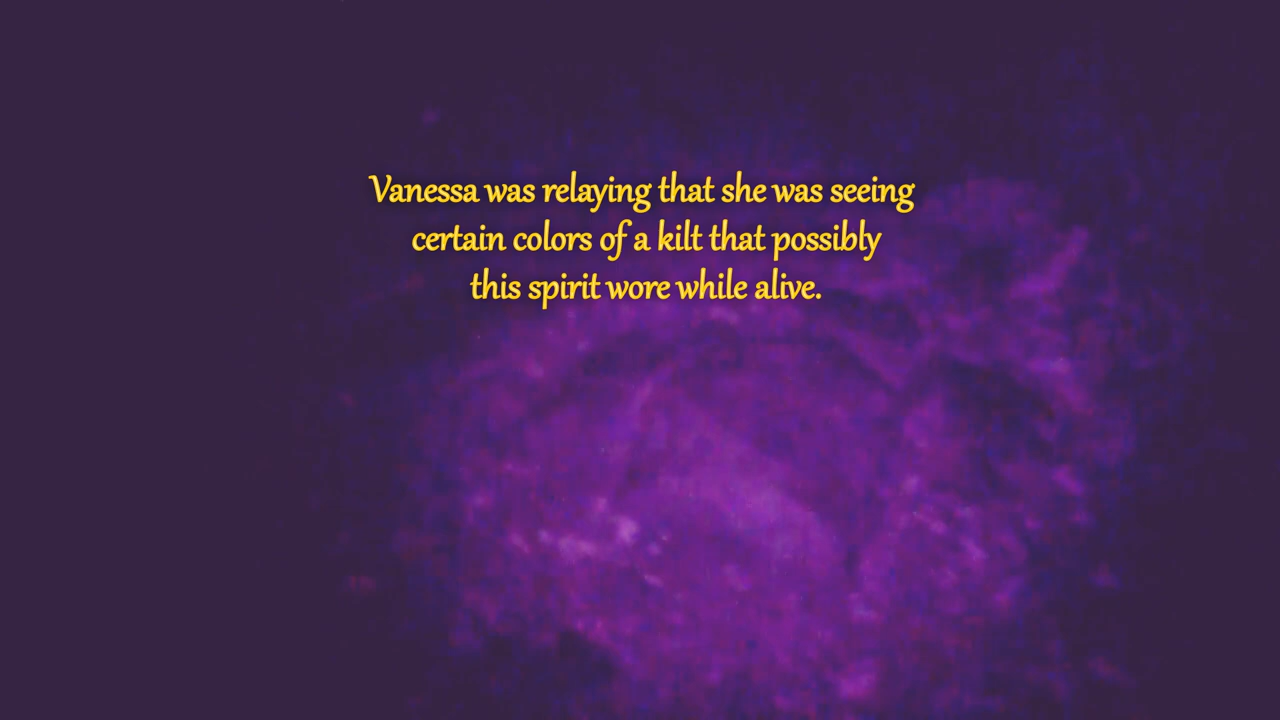 Vanessa was relaying that she was seeing
certain colors of a kilt that possibly
this spirit wore while alive.